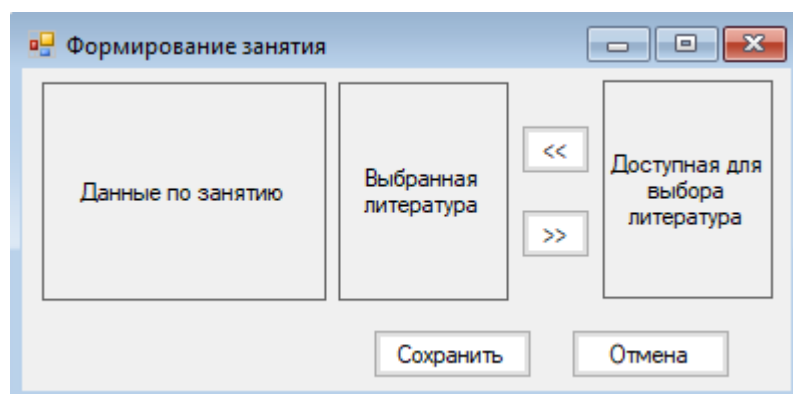 Формирование занятия
Данные по занятию
Выбранная
литература
<<
>>
Доступная для
выбора
литература
Сохранить
Отмена